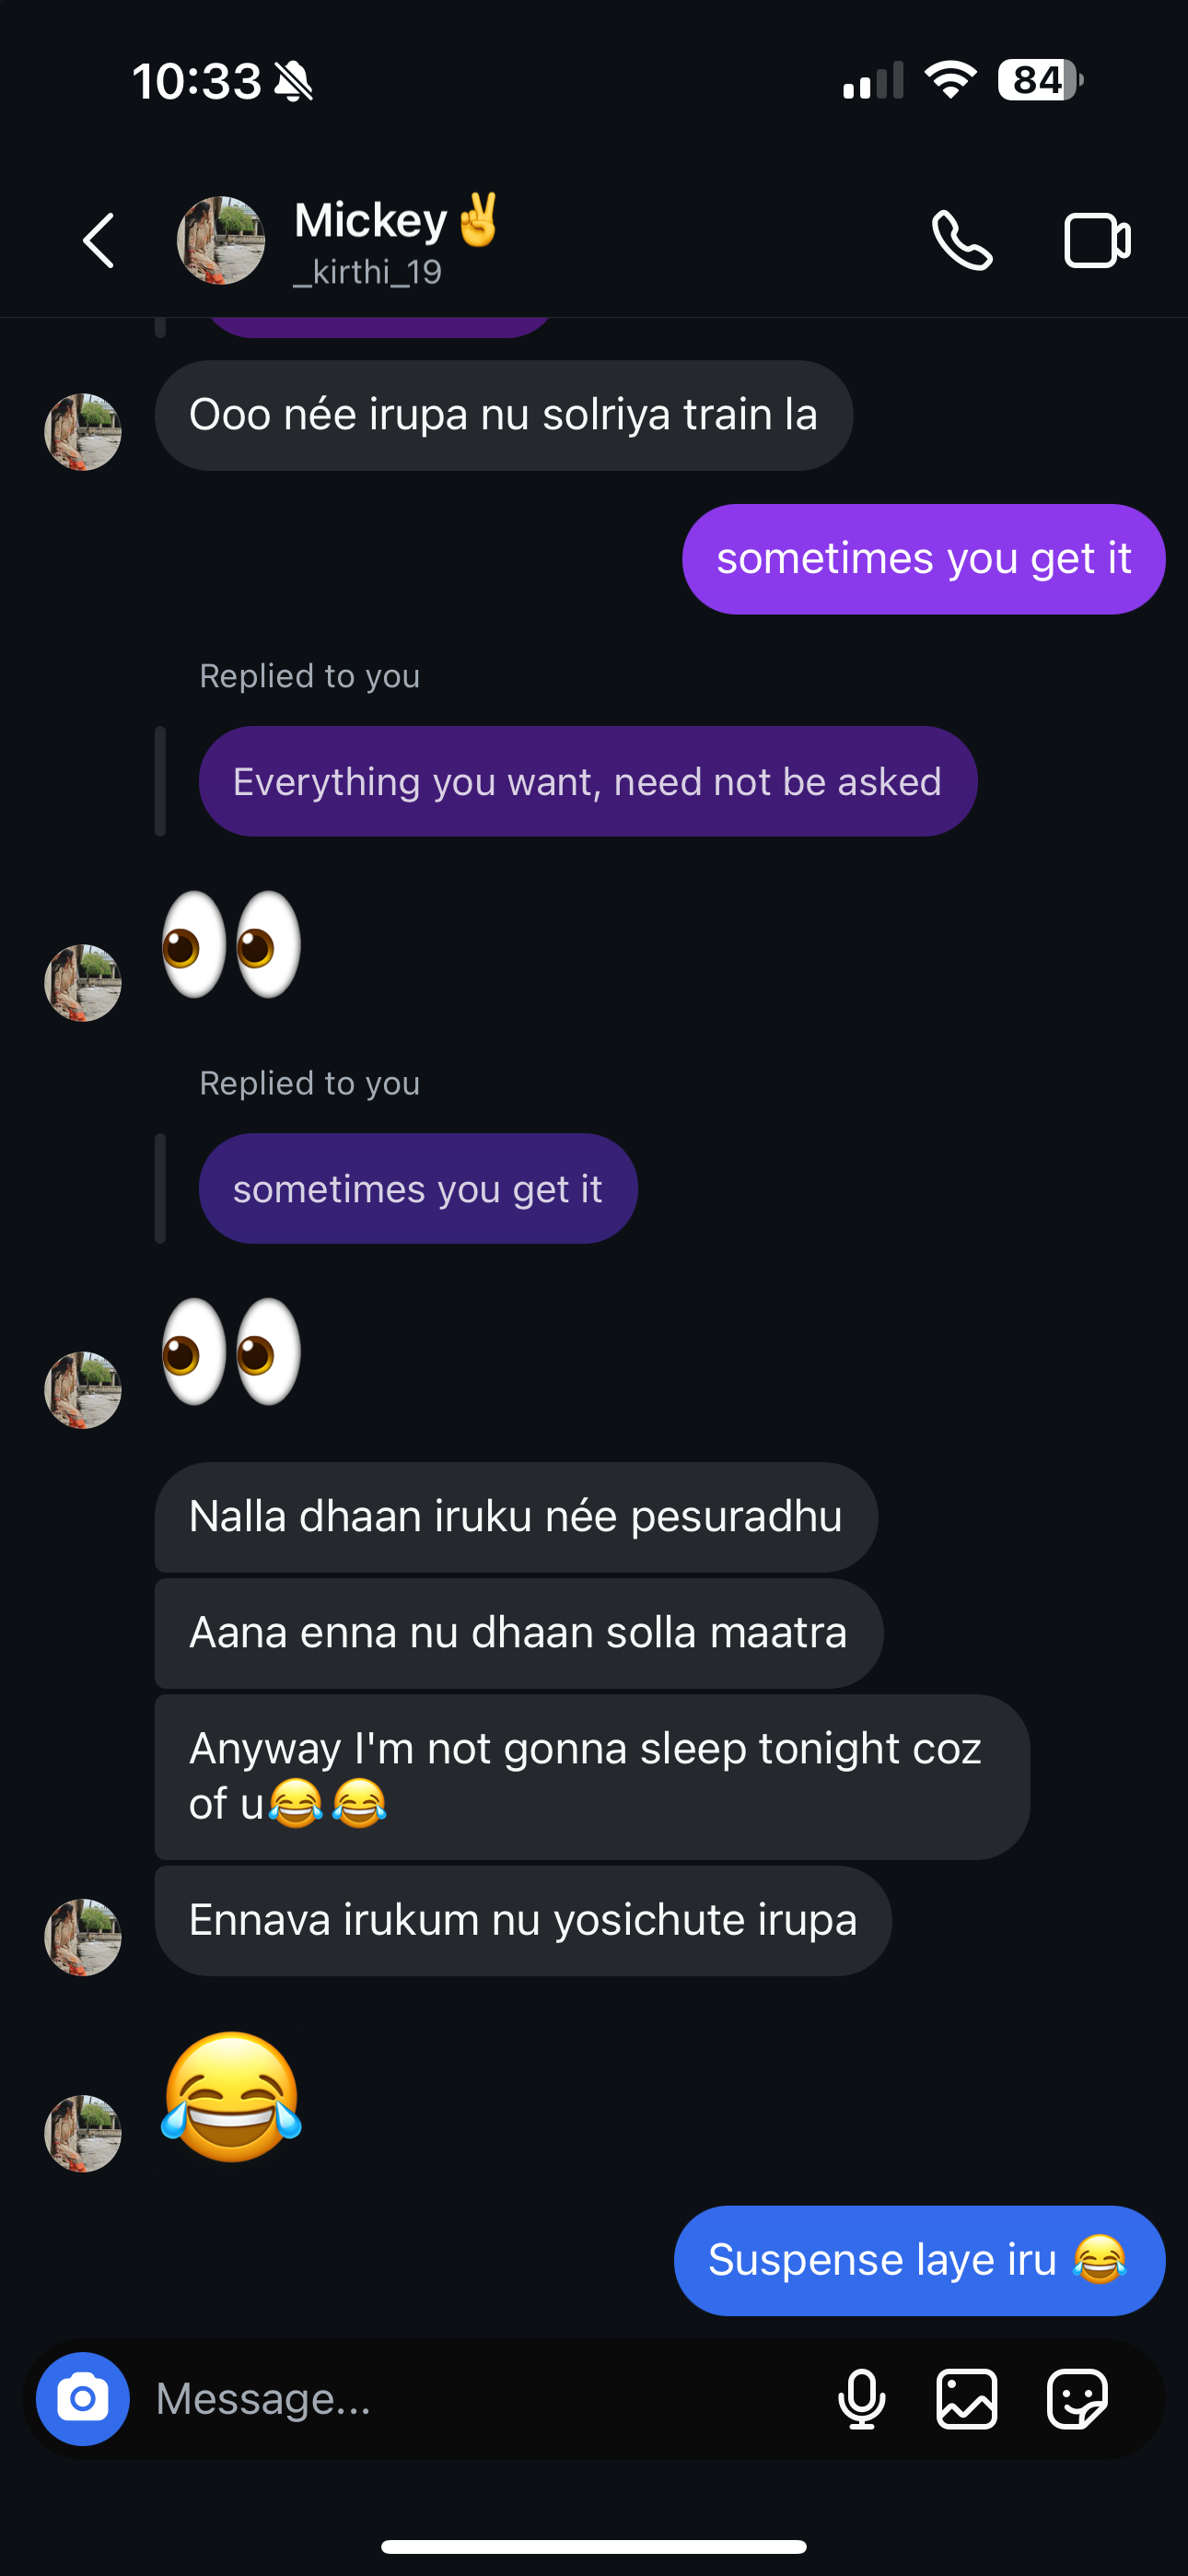 10:33
84
Mickey✌️
_kirthi_19
Ooo née irupa nu solriya train la
sometimes you get it
Replied to you
Everything you want, need not be asked
👀
Replied to you
sometimes you get it
👀
Nalla dhaan iruku née pesuradhu
Aana enna nu dhaan solla maatra
Anyway I'm not gonna sleep tonight coz
of u😂😂
Ennava irukum nu yosichute irupa
😂
Suspense laye iru 😂
Message...